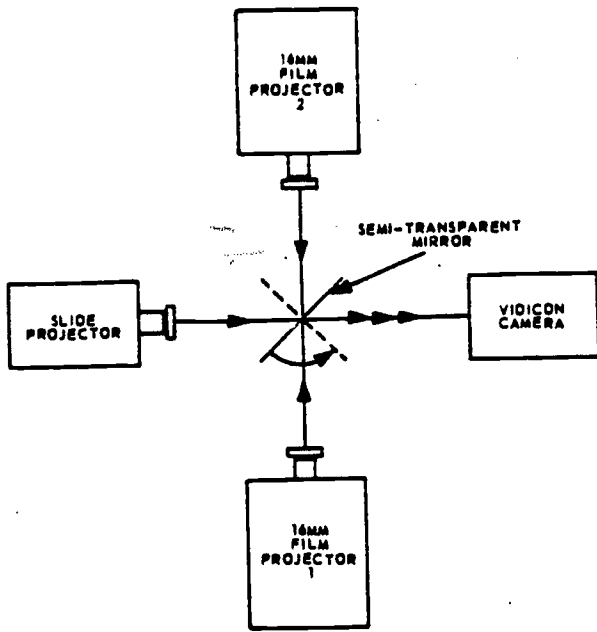 16MM
FILM
PROJECTOR
2
SEMI-TRANSPARENT
MIRROR
SLIDE
PROJECTOR
VIDICON
CAMERA
16MM
FILM
PROJECTOR
1